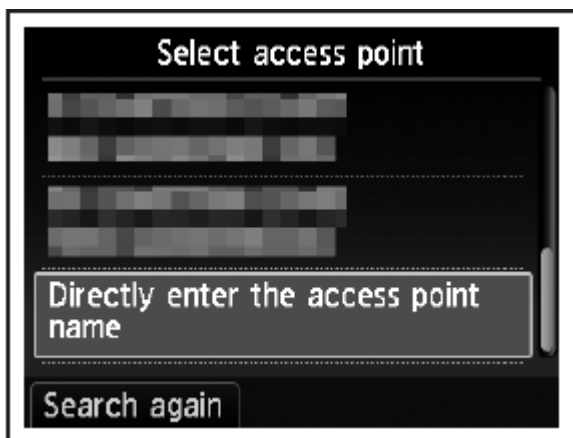 Select access point
Directly enter the access point
name
Search again